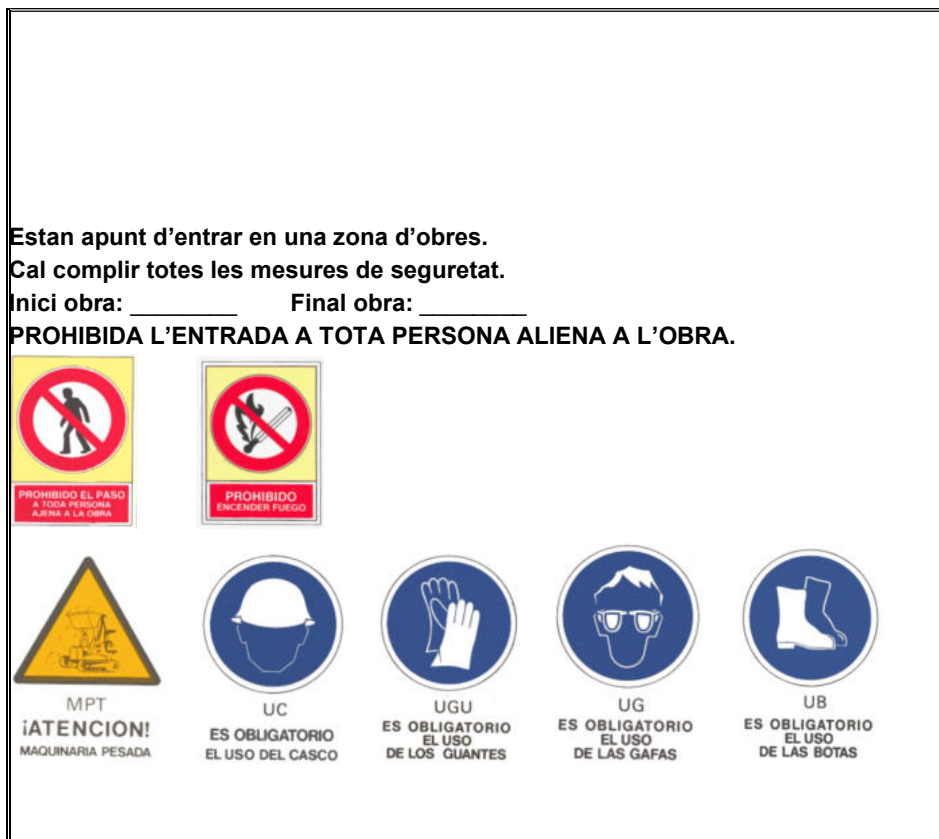 Estan apunt d'entrar en una zona d'obres.
Cal complir totes les mesures de seguretat.
Inici obra: ________ Final obra: ________
PROHIBIDA L'ENTRADA A TOTA PERSONA ALIENA A L'OBRA.
PROHIBIDO EL PASO
A TODA PERSONA
AJENA A LA OBRA
PROHIBIDO
ENCENDER FUEGO
MPT
¡ATENCION!
MAQUINARIA PESADA
UC
ES OBLIGATORIO
EL USO DEL CASCO
UGU
ES OBLIGATORIO
EL USO
DE LOS GUANTES
UG
ES OBLIGATORIO
EL USO
DE LAS GAFAS
UB
ES OBLIGATORIO
EL USO
DE LAS BOTAS